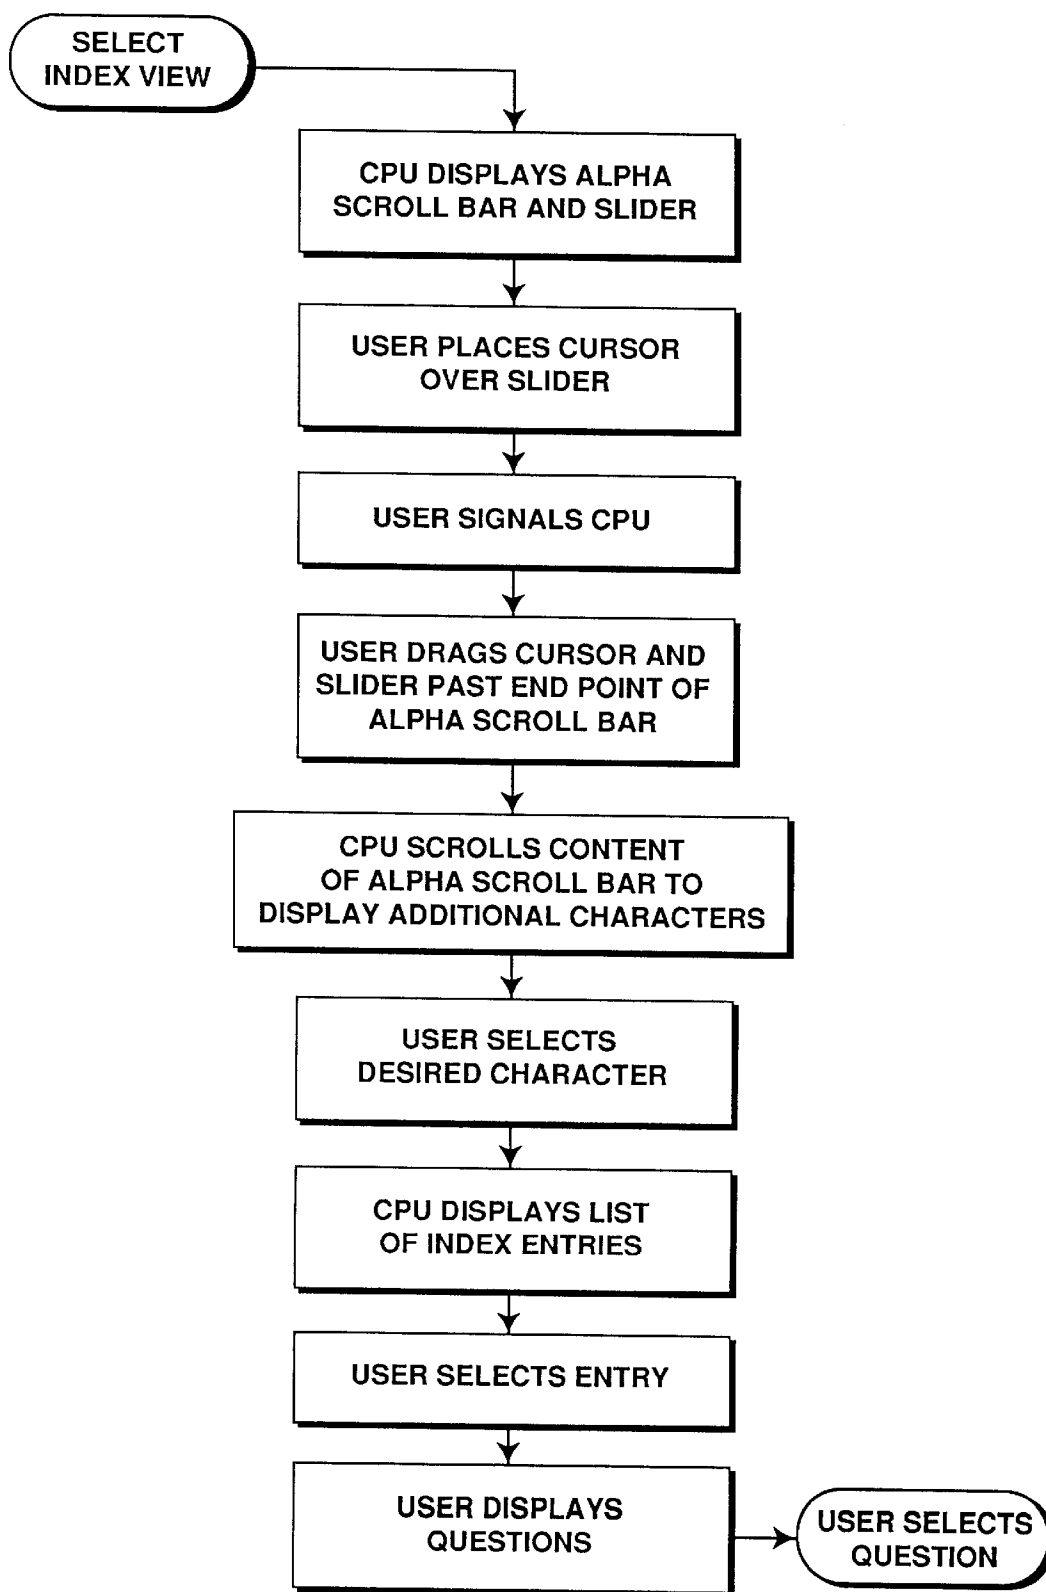 SELECT
INDEX VIEW
CPU DISPLAYS ALPHA
SCROLL BAR AND SLIDER
USER PLACES CURSOR
OVER SLIDER
USER SIGNALS CPU
USER DRAGS CURSOR AND
SLIDER PAST END POINT OF
ALPHA SCROLL BAR
CPU SCROLLS CONTENT
OF ALPHA SCROLL BAR TO
DISPLAY ADDITIONAL CHARACTERS
USER SELECTS
DESIRED CHARACTER
CPU DISPLAYS LIST
OF INDEX ENTRIES
USER SELECTS ENTRY
USER DISPLAYS
QUESTIONS
USER SELECTS
QUESTION